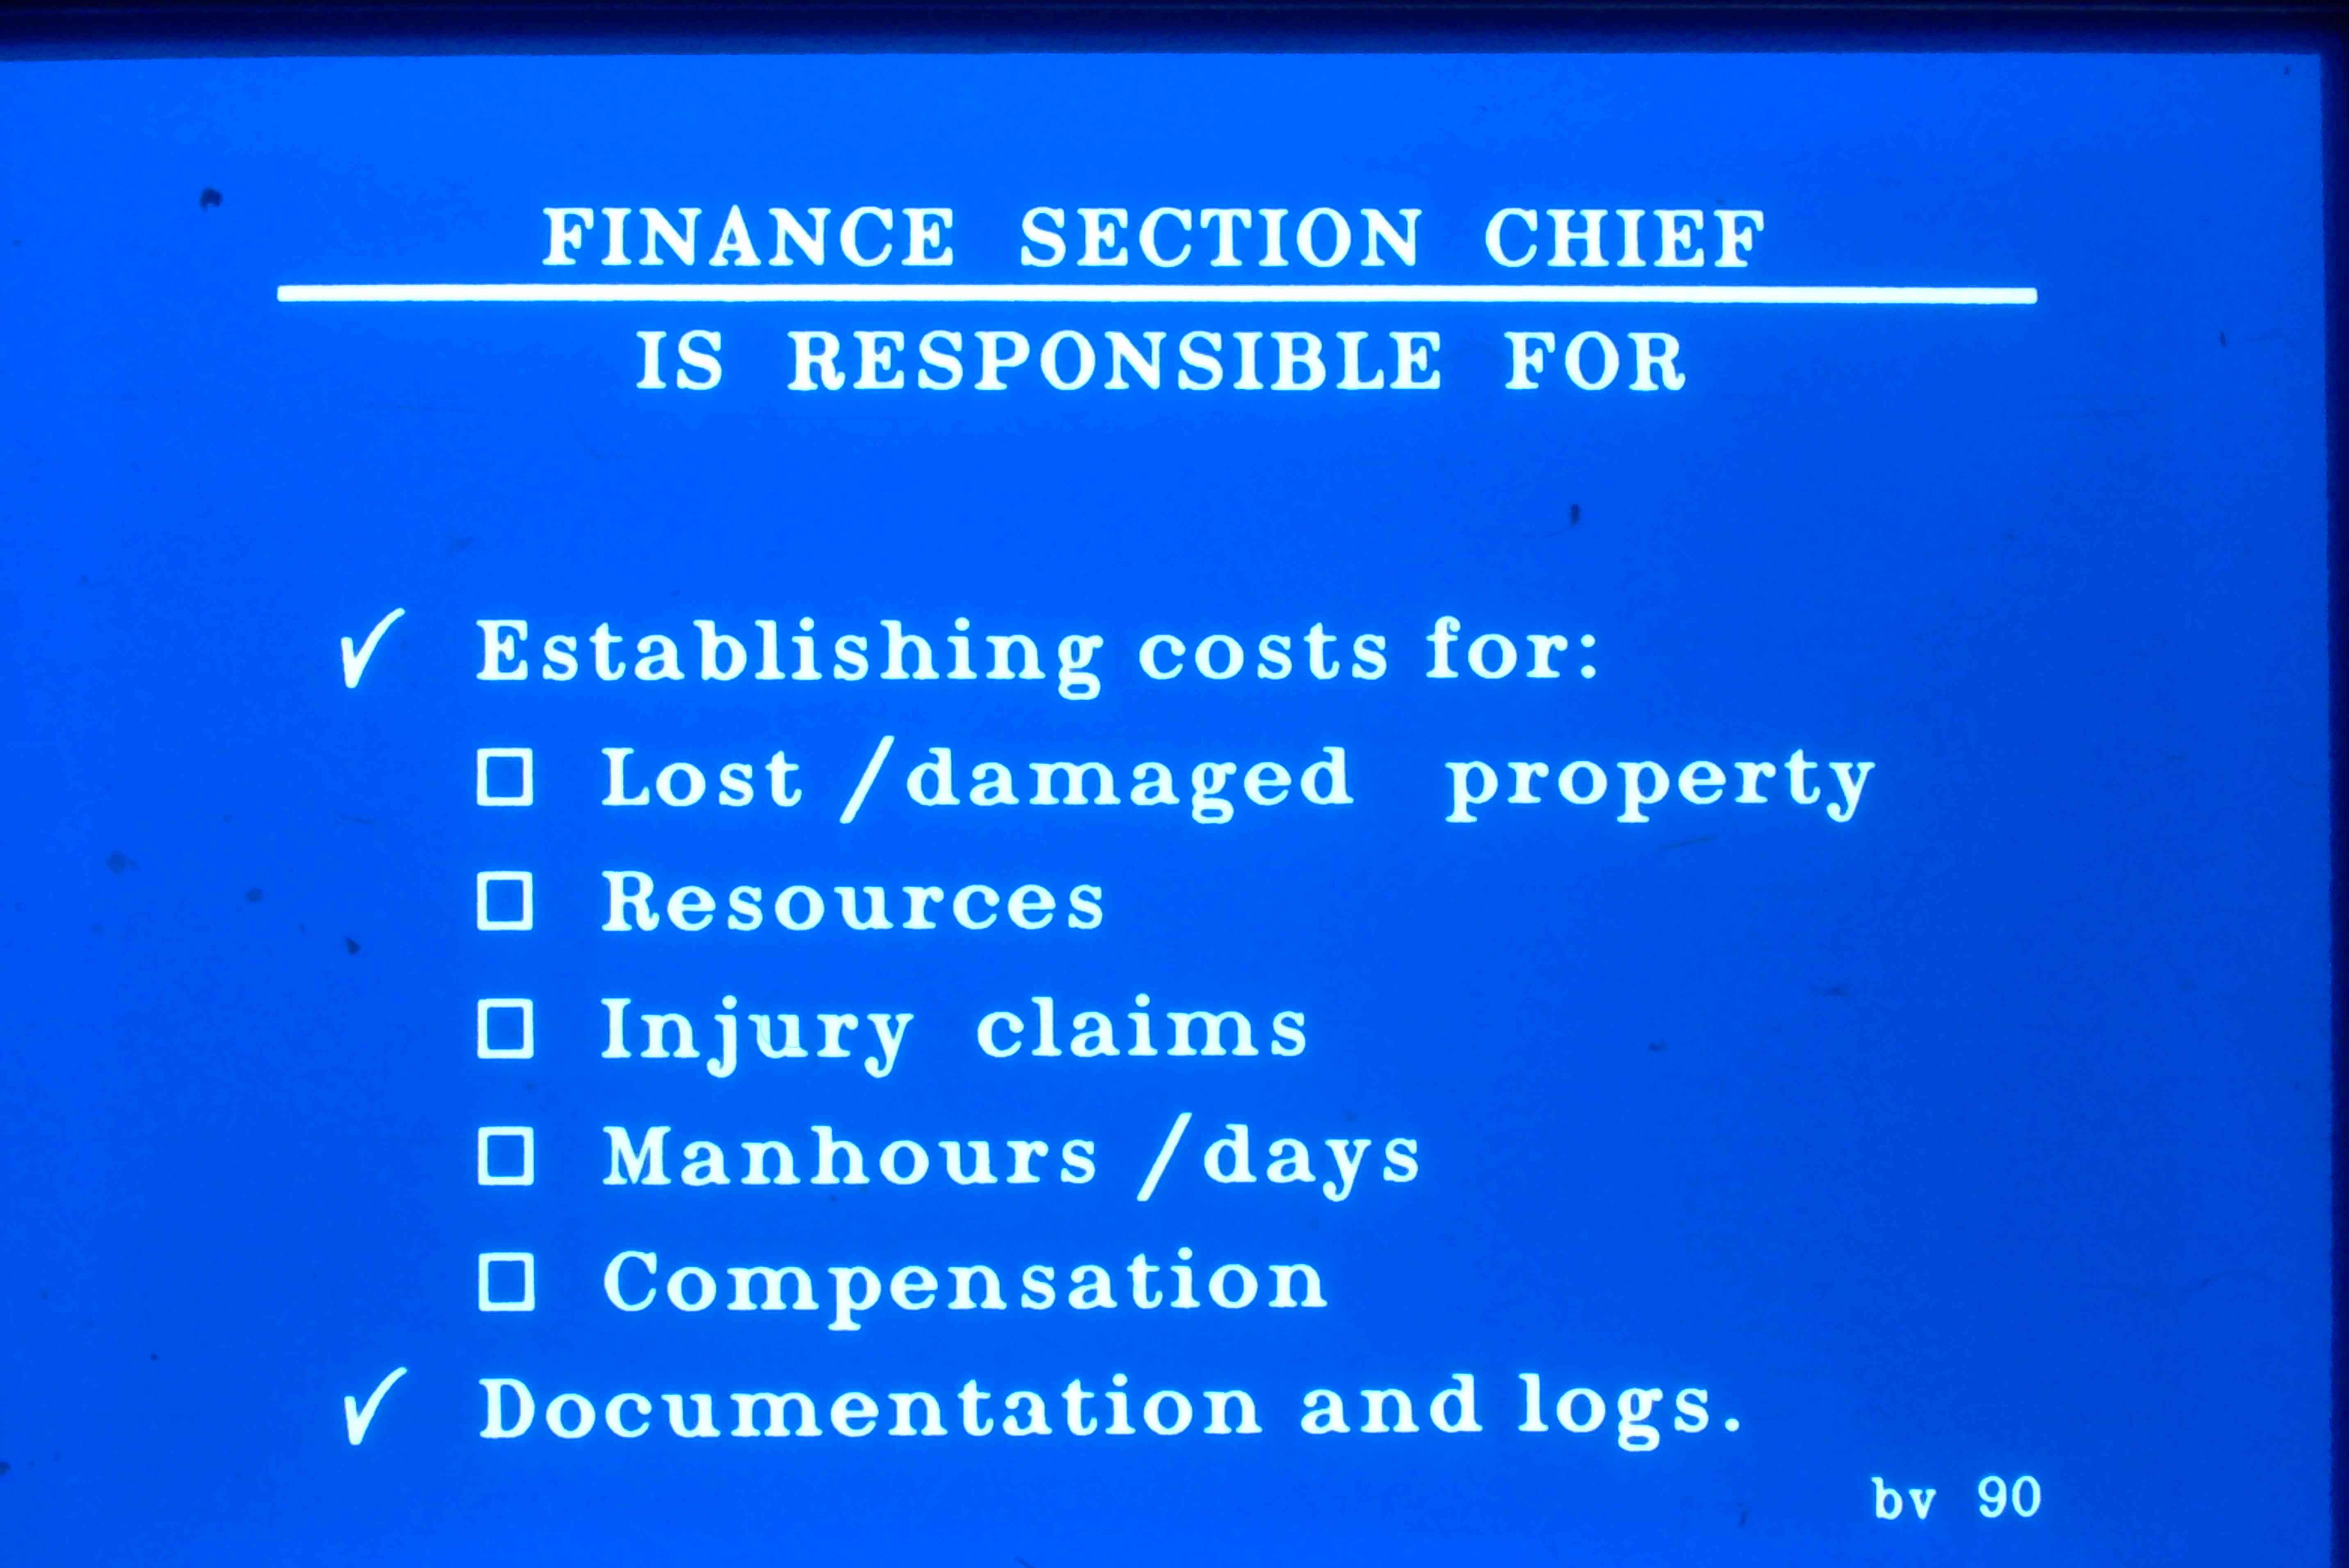 FINANCE SECTION CHIEF
IS RESPONSIBLE FOR
✓ Establishing costs for:
☐ Lost /damaged property
☐ Resources
☐ Injury claims
☐ Manhours /days
☐ Compensation
✓ Documentation and logs.
bv 90